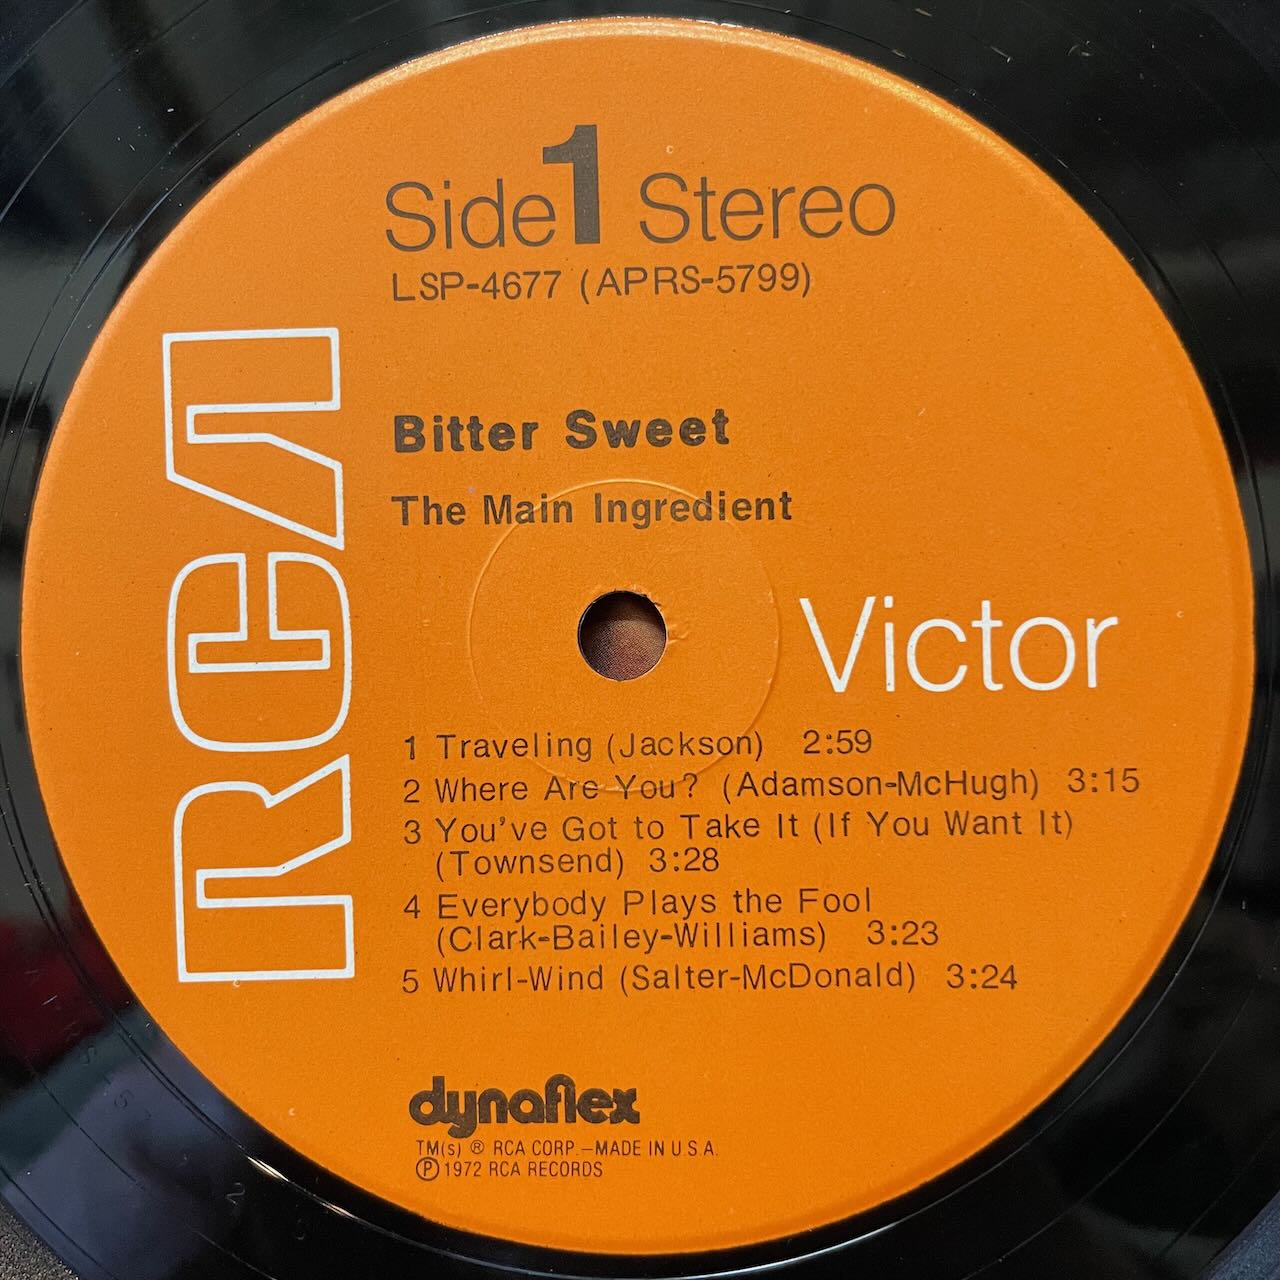 Side 1 Stereo
LSP-4677 (APRS-5799)
RCA
Bitter Sweet
The Main Ingredient
Victor
1 Traveling (Jackson) 2:59
2 Where Are You? (Adamson-McHugh) 3:15
3 You've Got to Take It (If You Want It)
(Townsend) 3:28
4 Everybody Plays the Fool
(Clark-Bailey-Williams) 3:23
5 Whirl-Wind (Salter-McDonald) 3:24
dynaflex
TM(s) ® RCA CORP.—MADE IN U.S.A.
℗ 1972 RCA RECORDS